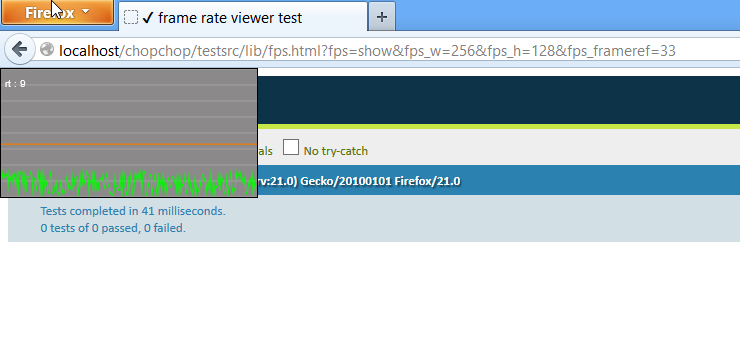 Firefox
✔ frame rate viewer test
+
localhost/chopchop/testsrc/lib/fps.html?fps=show&fps_w=256&fps_h=128&fps_frameref=33
rt : 9
als No try-catch
rv:21.0) Gecko/20100101 Firefox/21.0
Tests completed in 41 milliseconds.
0 tests of 0 passed, 0 failed.